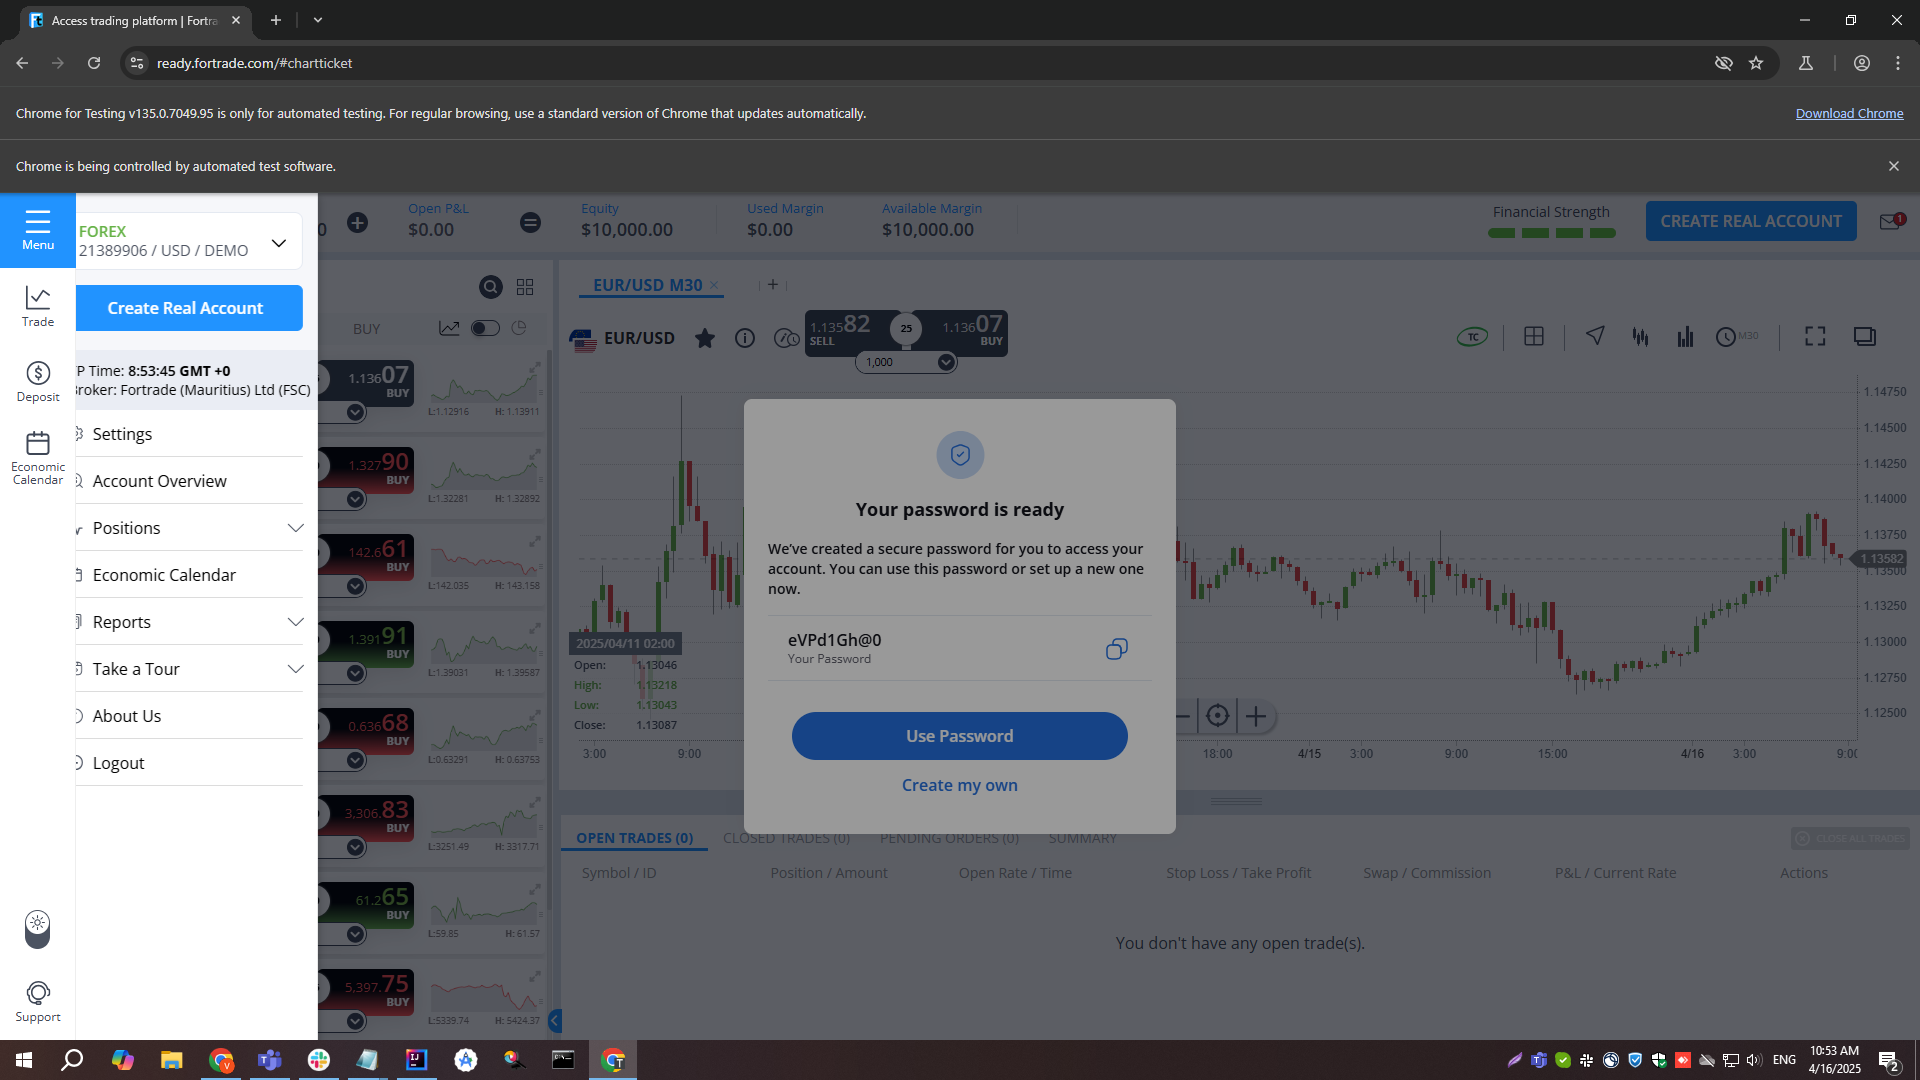 Access trading platform | Fortra
ready.fortrade.com/#chartticket
Chrome for Testing v135.0.7049.95 is only for automated testing. For regular browsing, use a standard version of Chrome that updates automatically.
Download Chrome
Chrome is being controlled by automated test software.
Menu
FOREX
21389906 / USD / DEMO
Create Real Account
P Time: 8:53:45 GMT +0
Broker: Fortrade (Mauritius) Ltd (FSC)
Settings
Account Overview
Positions
Economic Calendar
Reports
Take a Tour
About Us
Logout
Trade
Deposit
Economic
Calendar
Support
0
Open P&L
$0.00
Equity
$10,000.00
Used Margin
$0.00
Available Margin
$10,000.00
Financial Strength
CREATE REAL ACCOUNT
1
BUY
1.13607
BUY
L:1.12916 H: 1.13911
1.32790
BUY
L:1.32281 H: 1.32892
142.661
BUY
L:142.035 H: 143.158
1.39191
BUY
L:1.39031 H: 1.39587
0.63668
BUY
L:0.63291 H: 0.63753
3,306.83
BUY
L:3251.49 H: 3317.71
61.265
BUY
L:59.85 H: 61.57
5,397.75
BUY
L:5339.74 H: 5424.37
EUR/USD M30
EUR/USD
1.13582
SELL
25
1.13607
BUY
1,000
TC
M30
1.14750
1.14500
1.14250
1.14000
1.13750
1.13582
1.13500
1.13250
1.13000
1.12750
1.12500
2025/04/11 02:00
Open: 1.13046
High: 1.13218
Low: 1.13043
Close: 1.13087
3:00
9:00
18:00
4/15
3:00
9:00
15:00
4/16
3:00
9:00
Your password is ready
We've created a secure password for you to access your
account. You can use this password or set up a new one
now.
eVPd1Gh@0
Your Password
Use Password
Create my own
OPEN TRADES (0)
CLOSED TRADES (0)
PENDING ORDERS (0)
SUMMARY
CLOSE ALL TRADES
Symbol / ID
Position / Amount
Open Rate / Time
Stop Loss / Take Profit
Swap / Commission
P&L / Current Rate
Actions
You don't have any open trade(s).
ENG
10:53 AM
4/16/2025
2